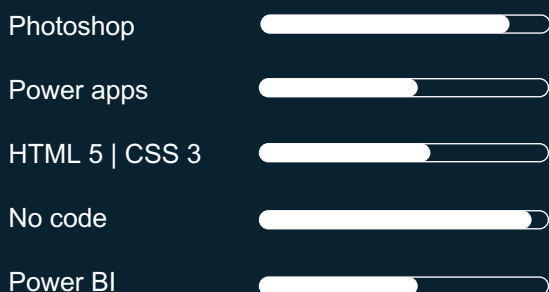 Photoshop
Power apps
HTML 5 | CSS 3
No code
Power BI